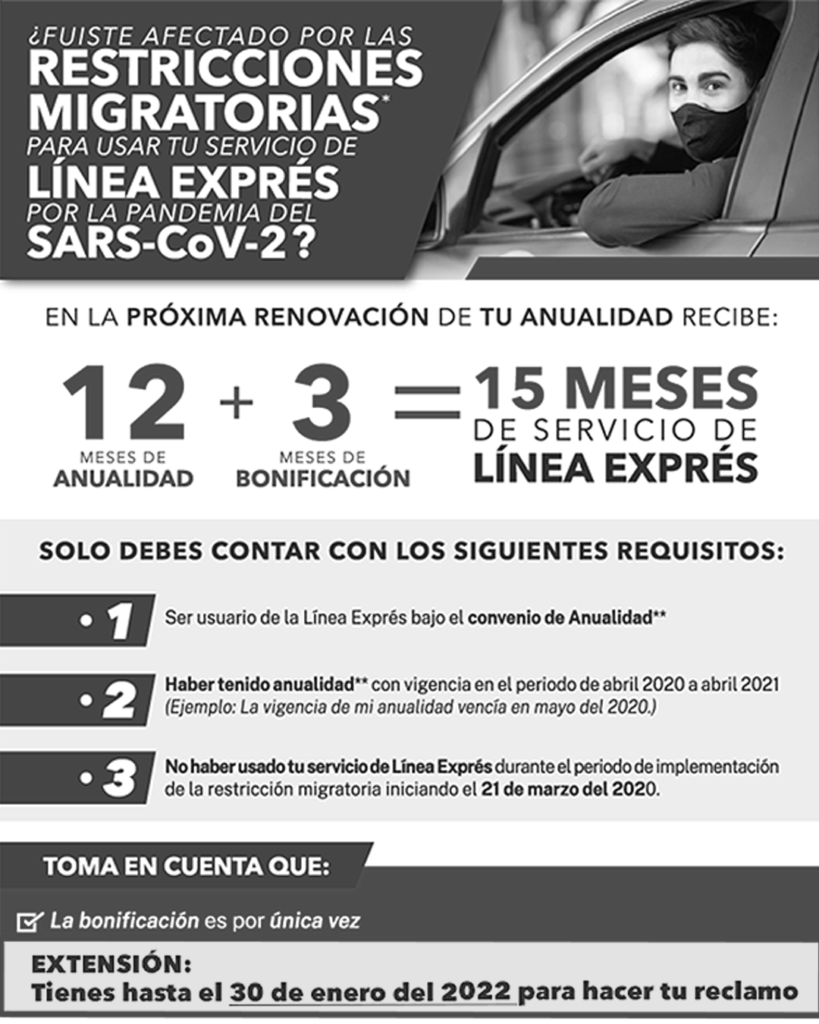 ¿FUISTE AFECTADO POR LAS
RESTRICCIONES
MIGRATORIAS*
PARA USAR TU SERVICIO DE
LÍNEA EXPRÉS
POR LA PANDEMIA DEL
SARS-CoV-2?
EN LA PRÓXIMA RENOVACIÓN DE TU ANUALIDAD RECIBE:
12 + 3 = 15 MESES
DE SERVICIO DE
MESES DE MESES DE
ANUALIDAD BONIFICACIÓN LÍNEA EXPRÉS
SOLO DEBES CONTAR CON LOS SIGUIENTES REQUISITOS:
• 1 Ser usuario de la Línea Exprés bajo el convenio de Anualidad**
• 2 Haber tenido anualidad** con vigencia en el periodo de abril 2020 a abril 2021
(Ejemplo: La vigencia de mi anualidad vencía en mayo del 2020.)
• 3 No haber usado tu servicio de Línea Exprés durante el periodo de implementación
de la restricción migratoria iniciando el 21 de marzo del 2020.
TOMA EN CUENTA QUE:
La bonificación es por única vez
EXTENSIÓN:
Tienes hasta el 30 de enero del 2022 para hacer tu reclamo